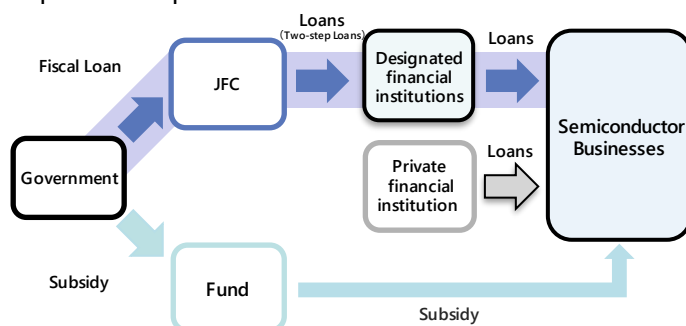 Loans
(Two-step Loans)
Loans
Fiscal Loan
JFC
Designated
financial
institutions
Semiconductor
Businesses
Government
Private
financial
institution
Loans
Subsidy
Fund
Subsidy